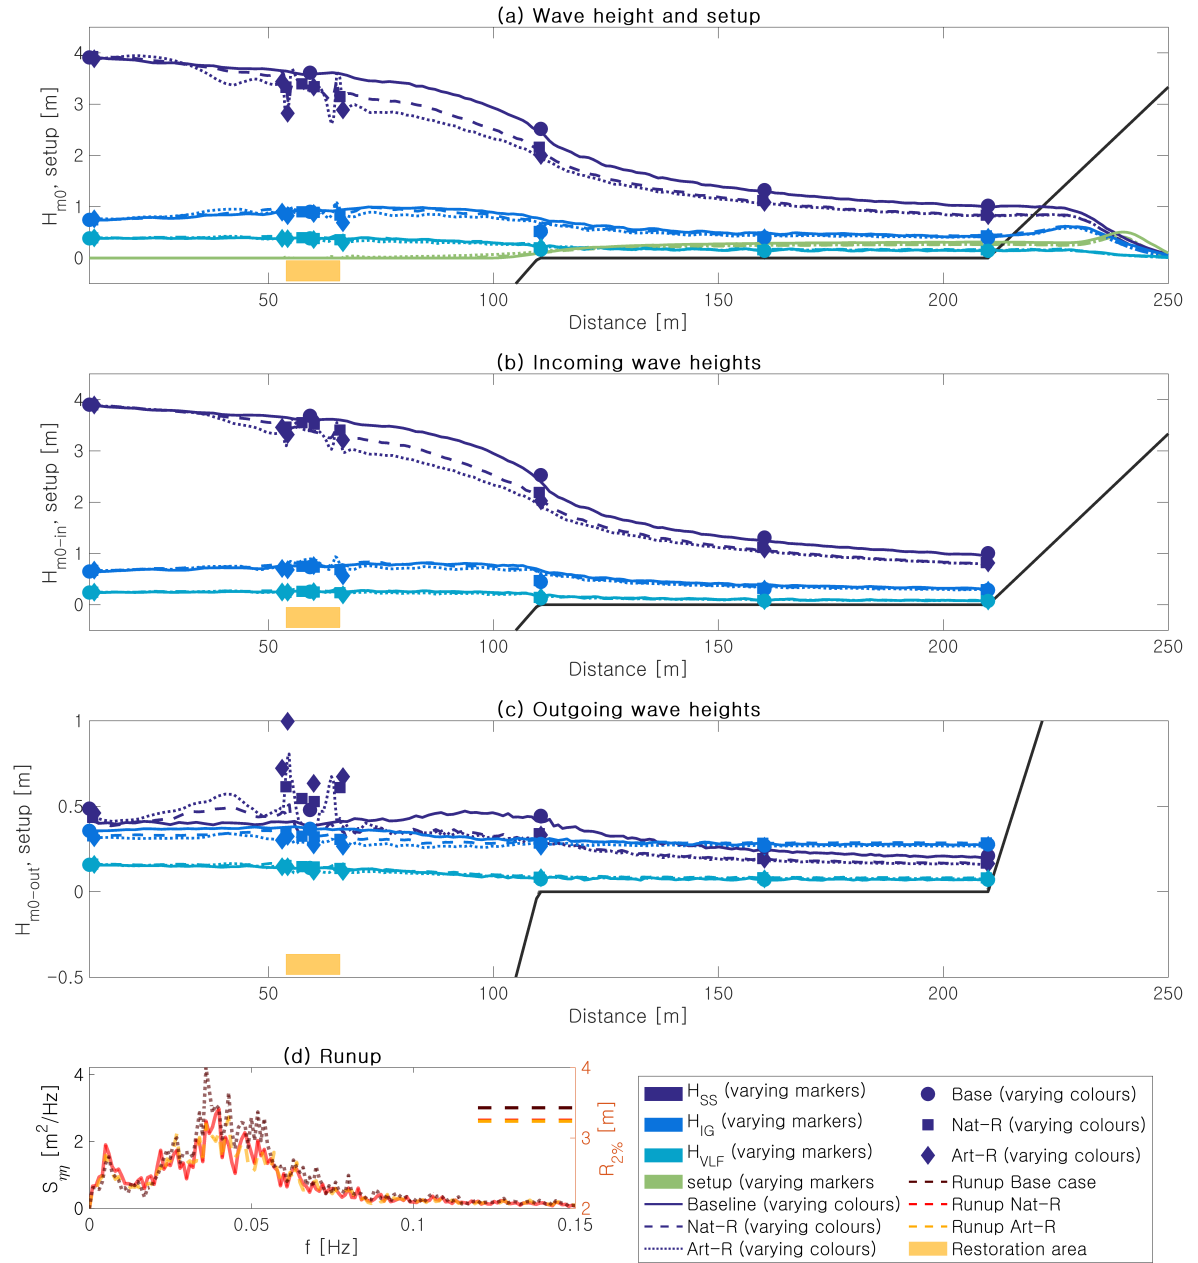 (a) Wave height and setup
4
3
2
1
0
H_m0, setup [m]
50
100
150
200
250
Distance [m]
(b) Incoming wave heights
4
3
2
1
0
H_m0-in, setup [m]
50
100
150
200
250
Distance [m]
(c) Outgoing wave heights
1
0.5
0
-0.5
H_m0-out, setup [m]
50
100
150
200
250
Distance [m]
(d) Runup
4
2
0
S_ηη [m²/Hz]
4
3
2
R_2% [m]
0
0.05
0.1
0.15
f [Hz]
H_SS (varying markers)
H_IG (varying markers)
H_VLF (varying markers)
setup (varying markers
Baseline (varying colours)
Nat-R (varying colours)
Art-R (varying colours)
Base (varying colours)
Nat-R (varying colours)
Art-R (varying colours)
Runup Base case
Runup Nat-R
Runup Art-R
Restoration area